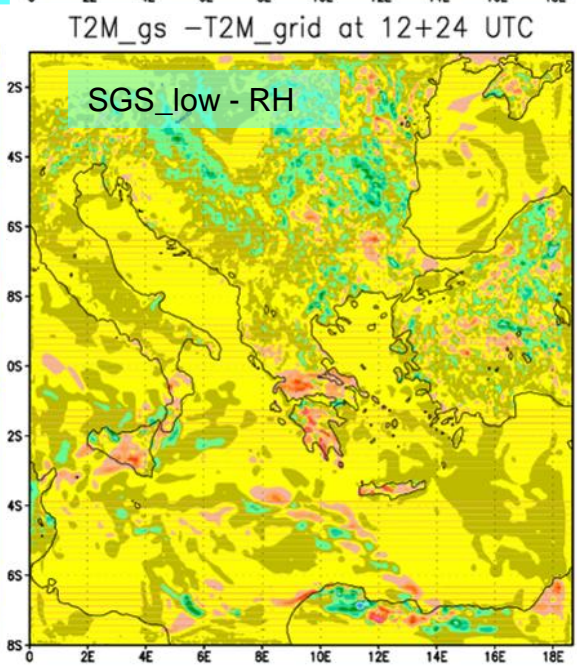 T2M_gs -T2M_grid at 12+24 UTC
SGS_low - RH
2S
4S
6S
8S
0S
2S
4S
6S
8S
0 2E 4E 6E 8E 10E 12E 14E 16E 18E